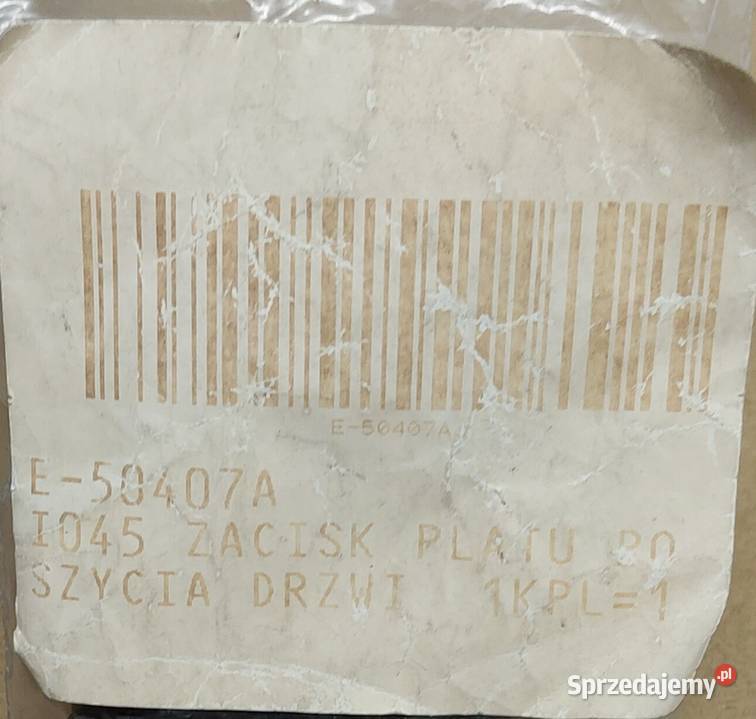 E-50407A
E-50407A
I045 ZACISK PLATU PO
SZYCIA DRZWI 1KPL=1
Sprzedajemy.pl